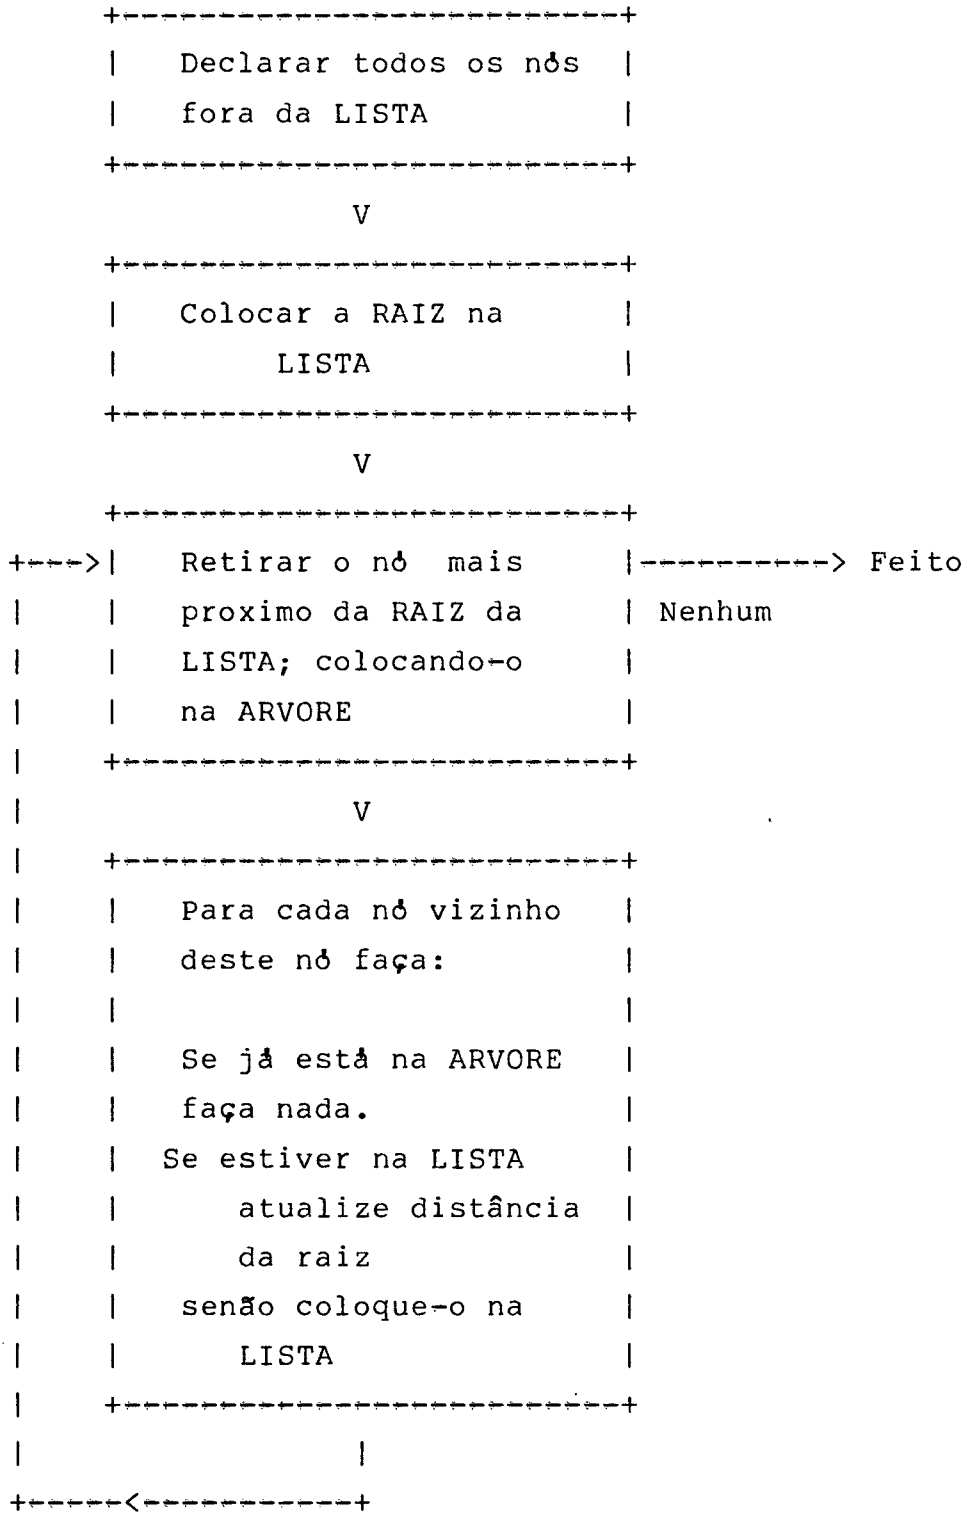 Declarar todos os nós
fora da LISTA
V
Colocar a RAIZ na
LISTA
V
Retirar o nó mais
proximo da RAIZ da
LISTA; colocando-o
na ARVORE
Feito
Nenhum
V
Para cada nó vizinho
deste nó faça:
Se já está na ARVORE
faça nada.
Se estiver na LISTA
atualize distância
da raiz
senão coloque-o na
LISTA